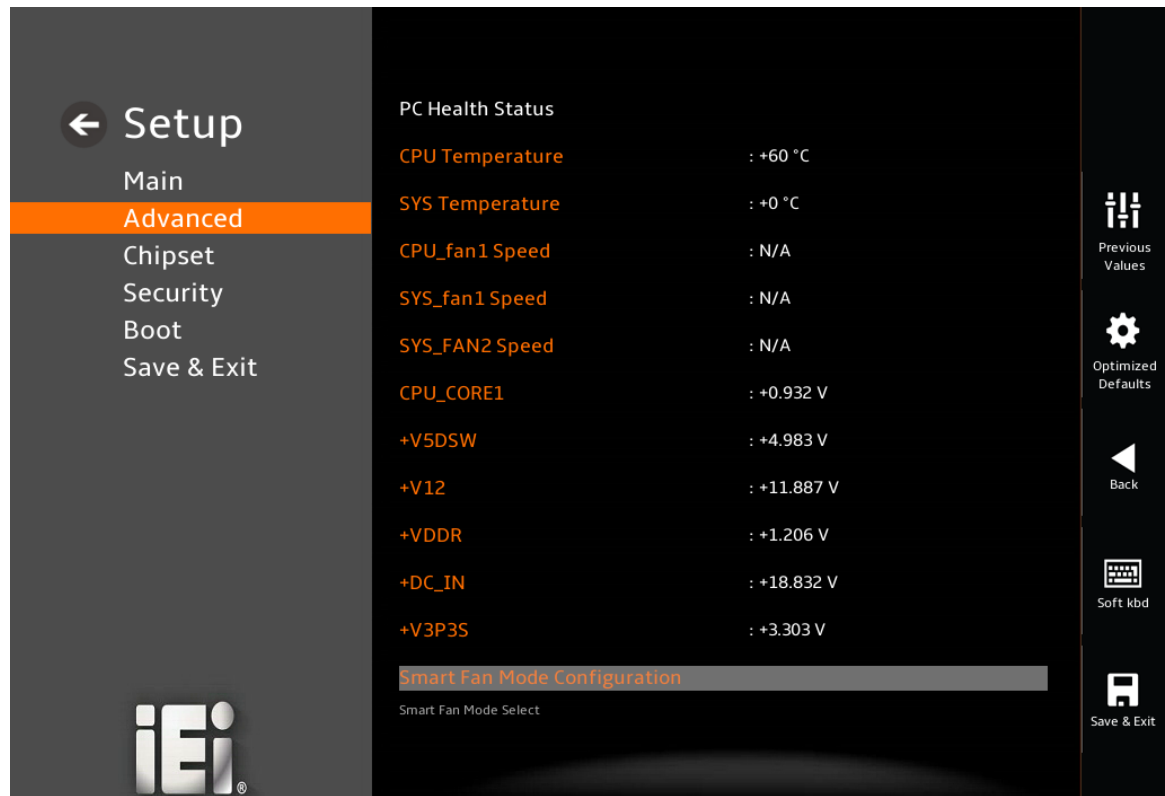 Setup
Main
Advanced
Chipset
Security
Boot
Save & Exit
PC Health Status
CPU Temperature : +60 °C
SYS Temperature : +0 °C
CPU_fan1 Speed : N/A
SYS_fan1 Speed : N/A
SYS_FAN2 Speed : N/A
CPU_CORE1 : +0.932 V
+V5DSW : +4.983 V
+V12 : +11.887 V
+VDDR : +1.206 V
+DC_IN : +18.832 V
+V3P3S : +3.303 V
Smart Fan Mode Configuration
Smart Fan Mode Select
Previous
Values
Optimized
Defaults
Back
Soft kbd
Save & Exit
iEi®